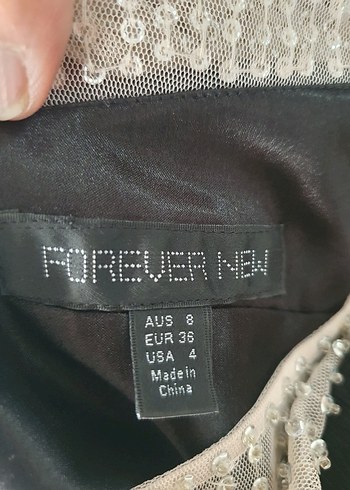 FOREVER NEW
AUS 8
EUR 36
USA 4
Made in
China